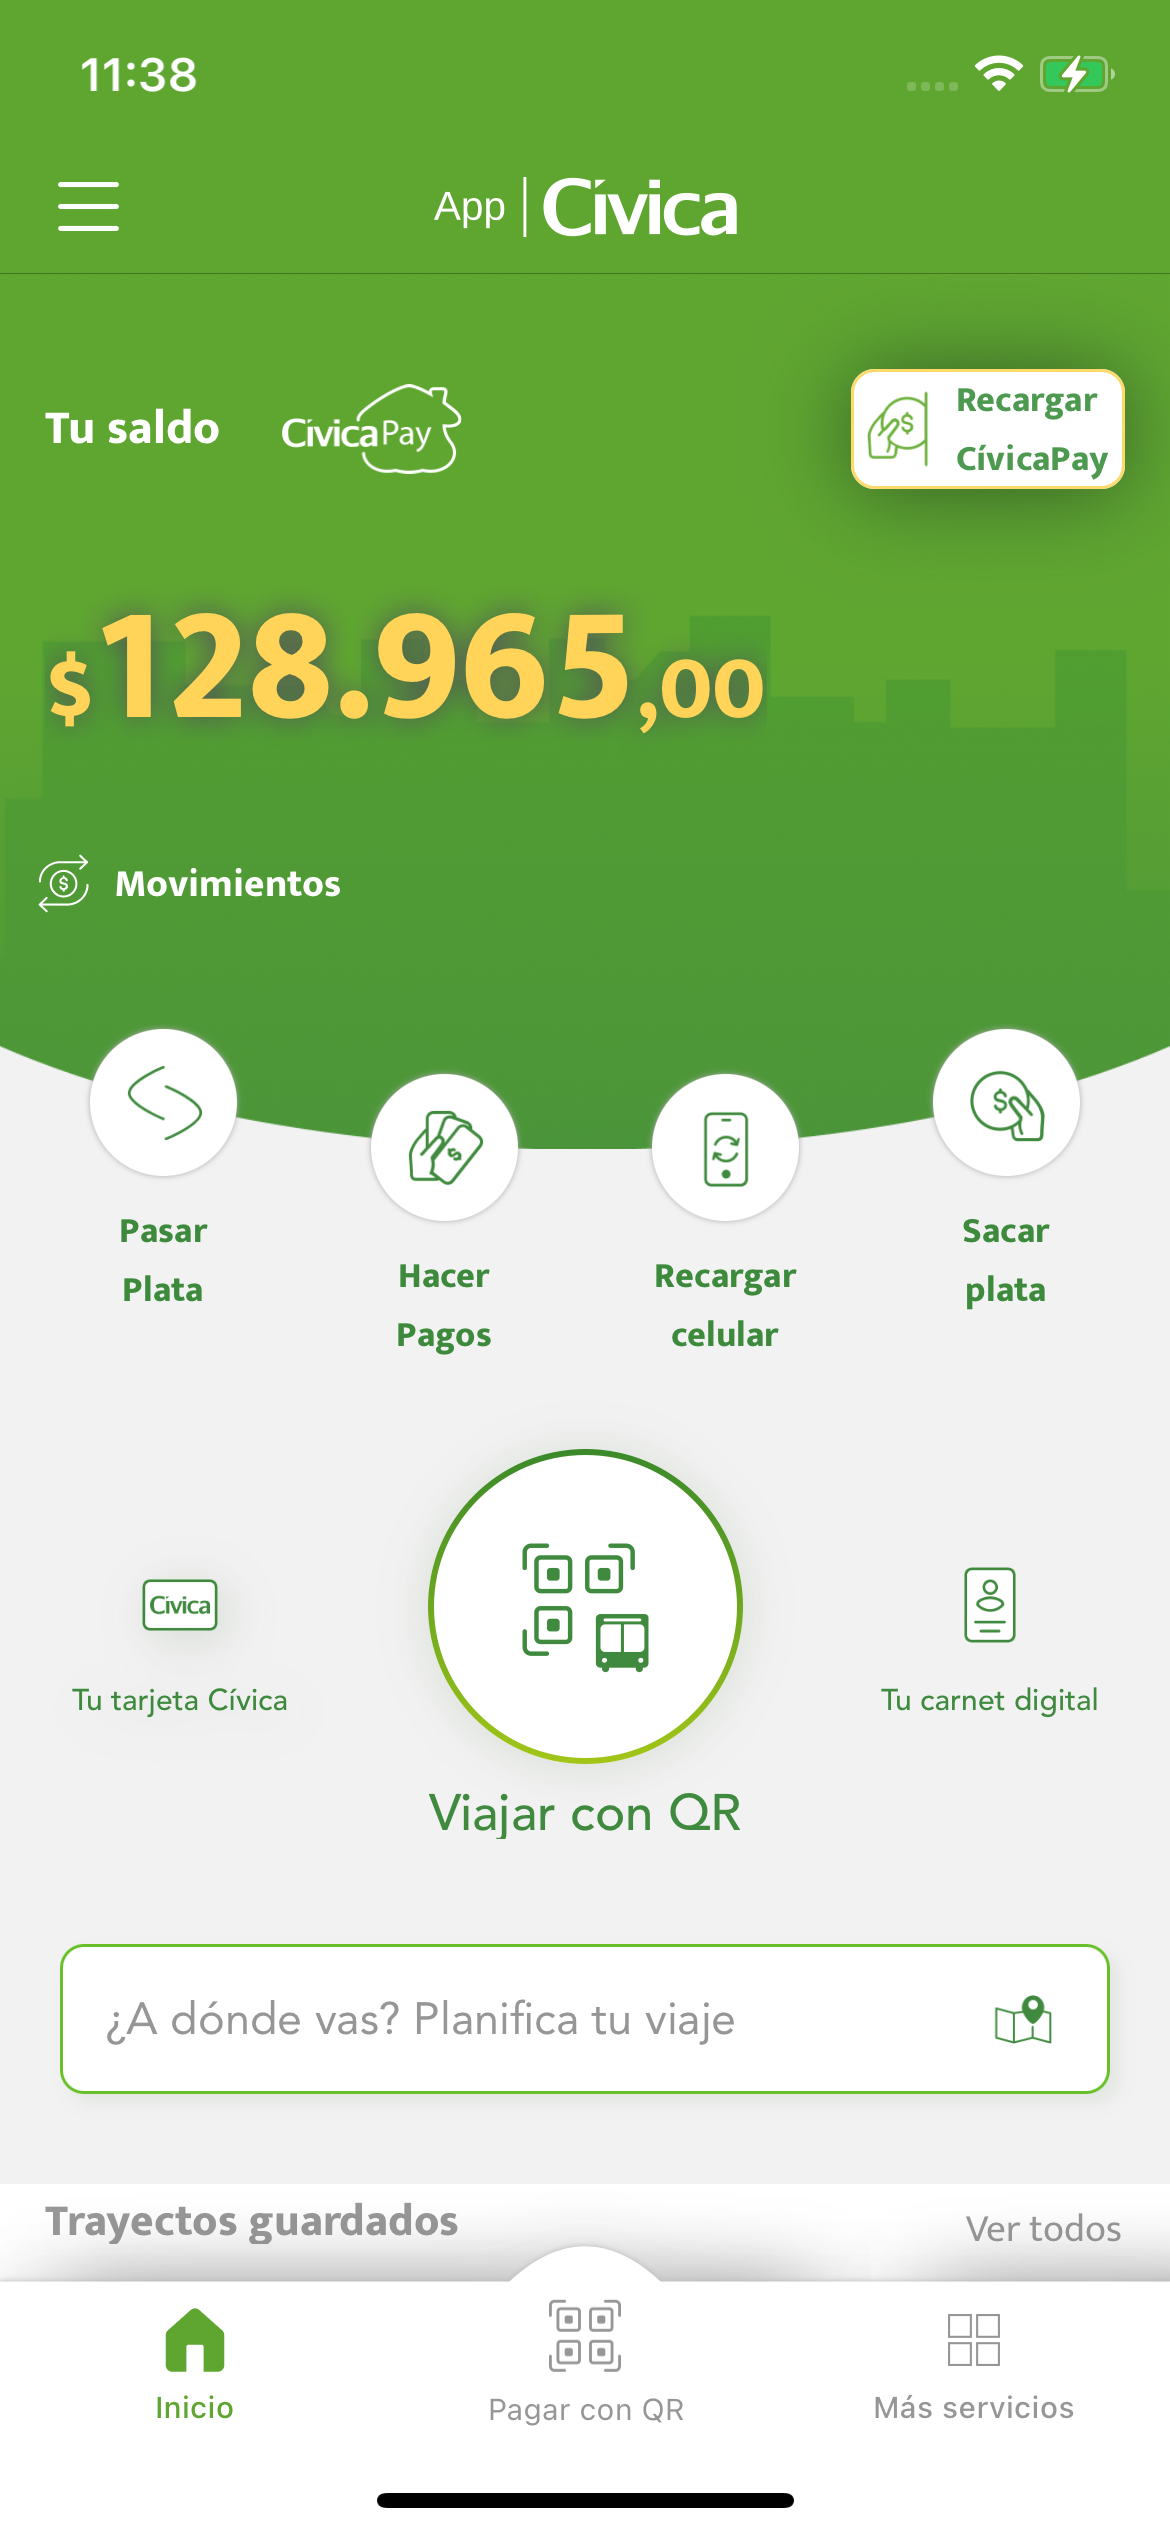 11:38
App | Cívica
Tu saldo
CívicaPay
Recargar
CívicaPay
$128.965,00
Movimientos
Pasar
Plata
Hacer
Pagos
Recargar
celular
Sacar
plata
Cívica
Tu tarjeta Cívica
Tu carnet digital
Viajar con QR
¿A dónde vas? Planifica tu viaje
Trayectos guardados
Ver todos
Inicio
Pagar con QR
Más servicios